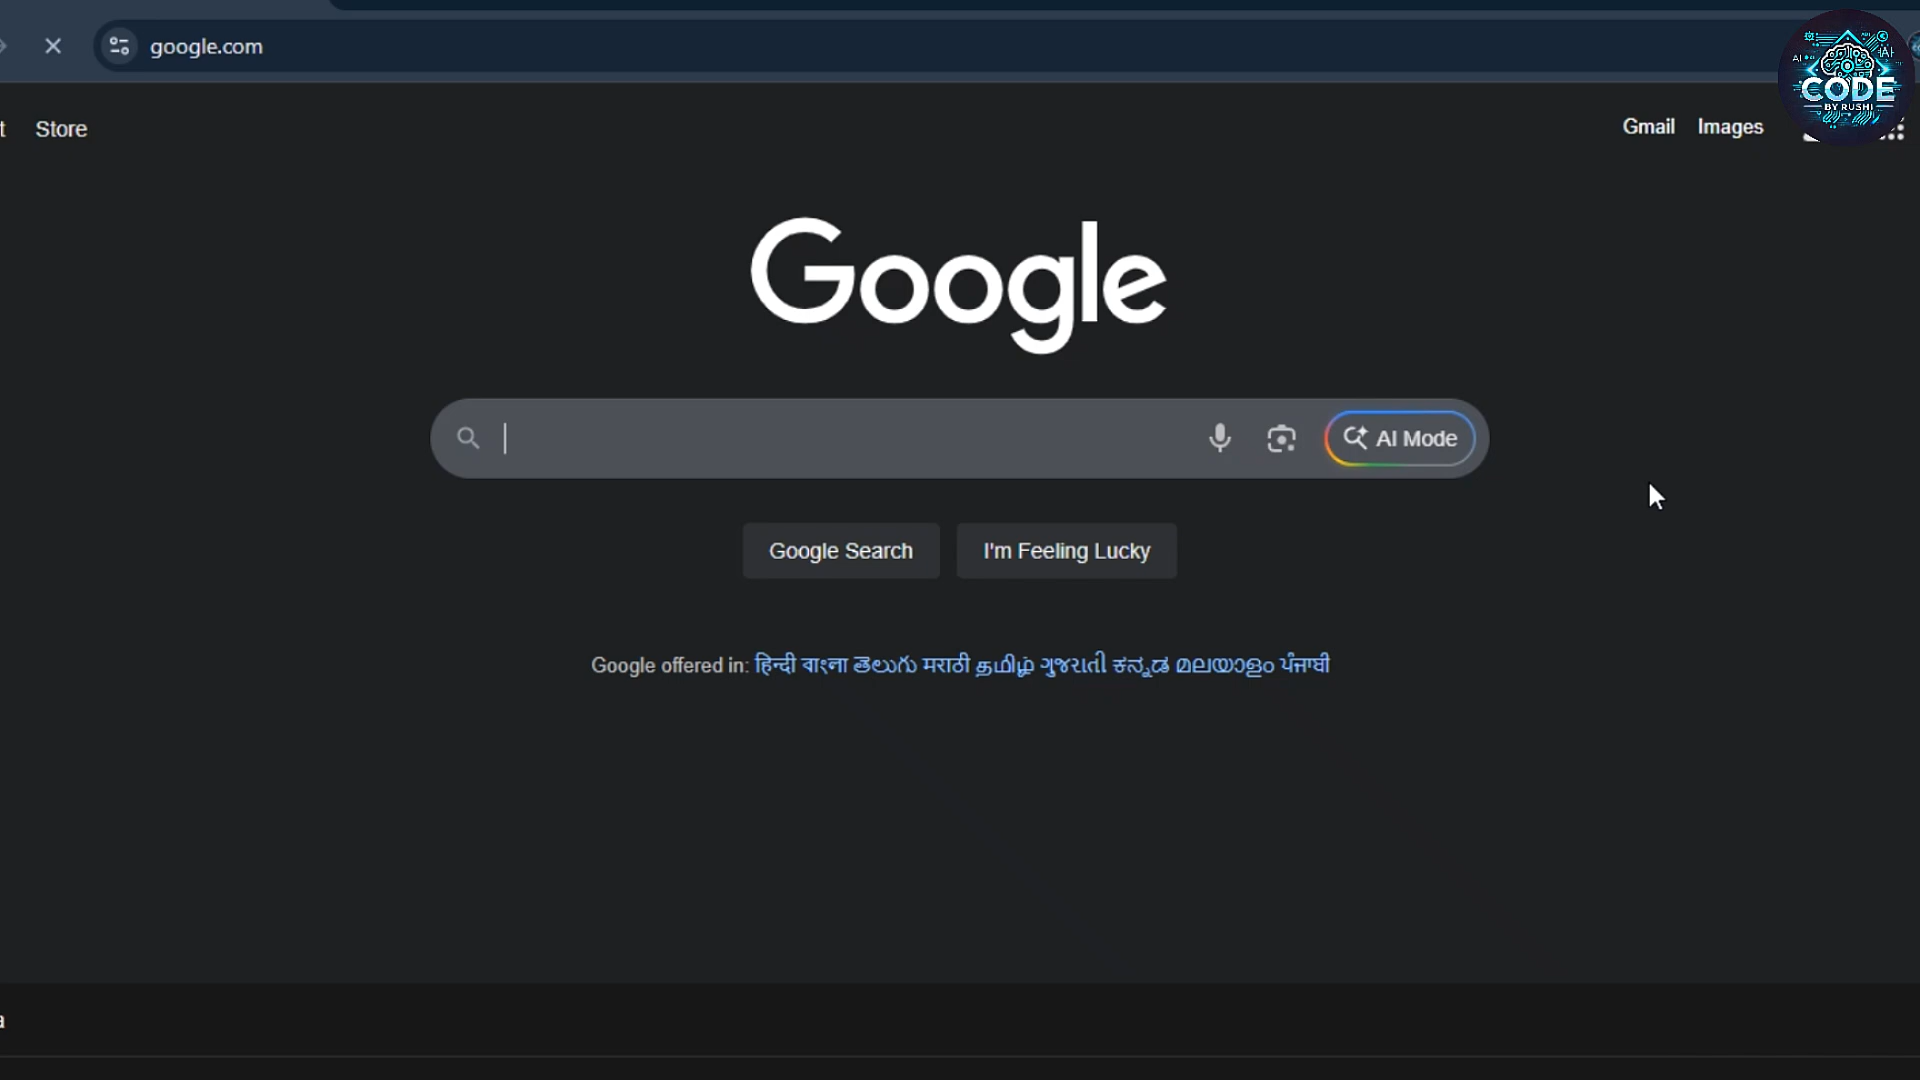 google.com
Store
Gmail Images
CODE
BY RUSHI
Google
AI Mode
Google Search I'm Feeling Lucky
Google offered in: हिन्दी বাংলা తెలుగు मराठी தமிழ் ગુજરાતી ಕನ್ನಡ മലയാളം ਪੰਜਾਬੀ